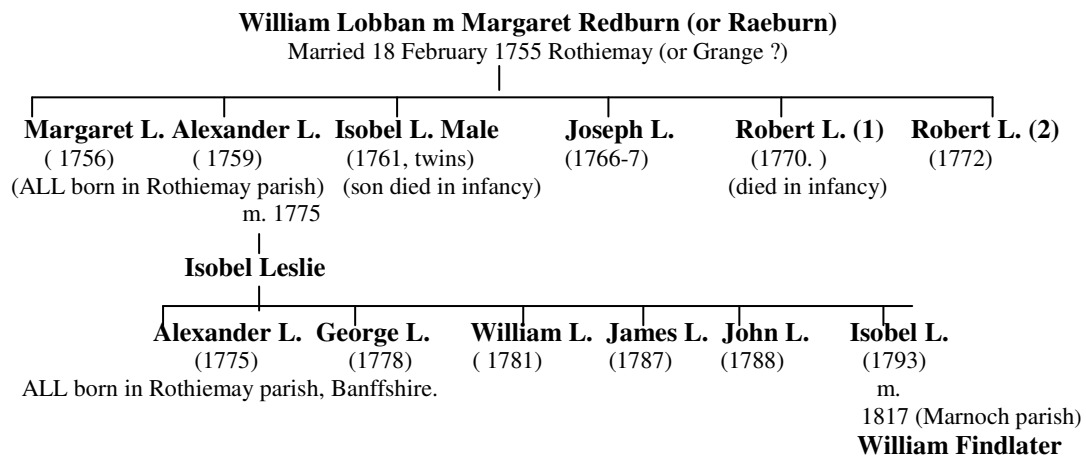 William Lobban m Margaret Redburn (or Raeburn)
Married 18 February 1755 Rothiemay (or Grange ?)
Margaret L. Alexander L. Isobel L. Male Joseph L. Robert L. (1) Robert L. (2)
( 1756) ( 1759) (1761, twins) (1766-7) (1770. ) (1772)
(ALL born in Rothiemay parish) (son died in infancy) (died in infancy)
m. 1775
Isobel Leslie
Alexander L. George L. William L. James L. John L. Isobel L.
(1775) (1778) ( 1781) (1787) (1788) (1793)
ALL born in Rothiemay parish, Banffshire. m.
1817 (Marnoch parish)
William Findlater